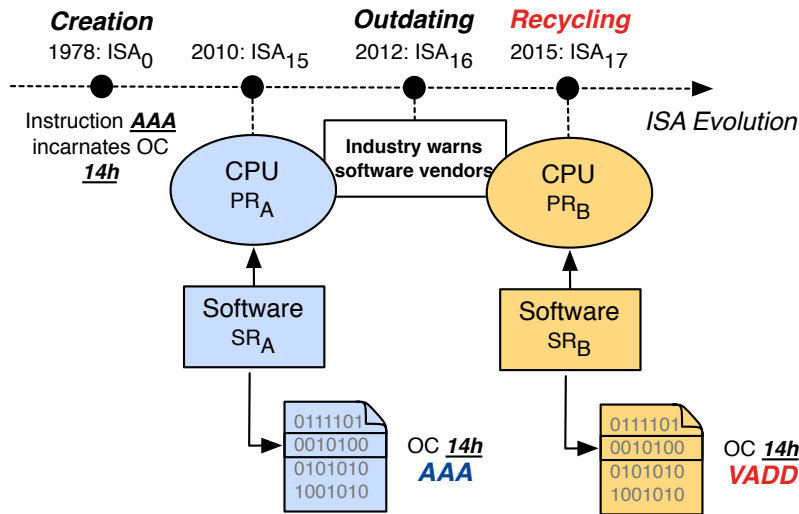 Creation
Outdating
Recycling
1978: ISA0
2010: ISA15
2012: ISA16
2015: ISA17
ISA Evolution
Instruction AAA
incarnates OC
14h
Industry warns
software vendors
CPU
PRA
CPU
PRB
Software
SRA
Software
SRB
0111101
0010100
0101010
1001010
OC 14h
AAA
0111101
0010100
0101010
1001010
OC 14h
VADD